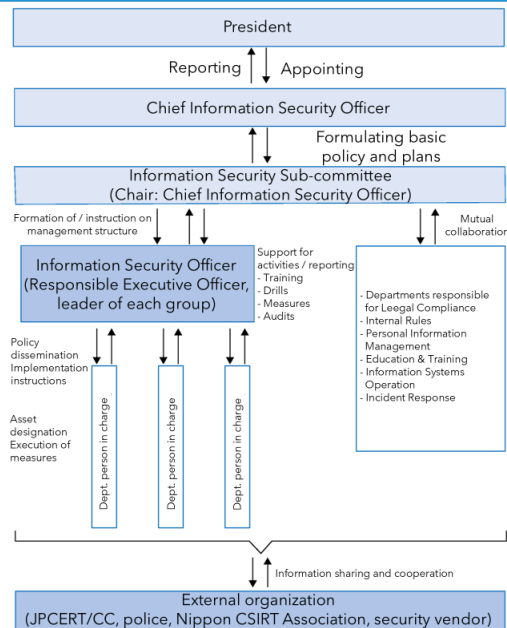 President
Reporting
Appointing
Chief Information Security Officer
Formulating basic
policy and plans
Information Security Sub-committee
(Chair: Chief Information Security Officer)
Formation of / instruction on
management structure
Mutual
collaboration
Information Security Officer
(Responsible Executive Officer,
leader of each group)
Support for
activities / reporting
- Training
- Drills
- Measures
- Audits
- Departments responsible
for Leegal Compliance
- Internal Rules
- Personal Information
Management
- Education & Training
- Information Systems
Operation
- Incident Response
Policy
dissemination
Implementation
instructions
Asset
designation
Execution of
measures
Dept. person in charge
Dept. person in charge
Dept. person in charge
Information sharing and cooperation
External organization
(JPCERT/CC, police, Nippon CSIRT Association, security vendor)